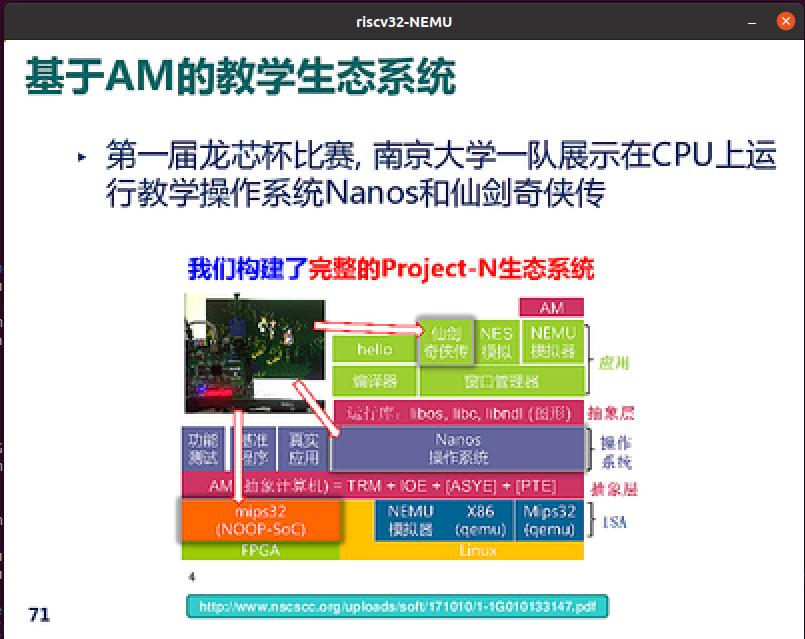 riscv32-NEMU
基于AM的教学生态系统
第一届龙芯杯比赛, 南京大学一队展示在CPU上运
行教学操作系统Nanos和仙剑奇侠传
我们构建了完整的Project-N生态系统
AM
仙剑
奇侠传
NES
模拟
NEMU
模拟器
hello
应用
编译器
窗口管理器
运行库: libos, libc, libndl (图形)
抽象层
功能
测试
基准
程序
真实
应用
Nanos
操作系统
操作
系统
AM(抽象计算机) = TRM + IOE + [ASYE] + [PTE]
抽象层
mips32
(NOOP-SoC)
NEMU
模拟器
X86
(qemu)
Mips32
(qemu)
ISA
FPGA
Linux
4
http://www.nscscc.org/uploads/soft/171010/1-1G010133147.pdf
71